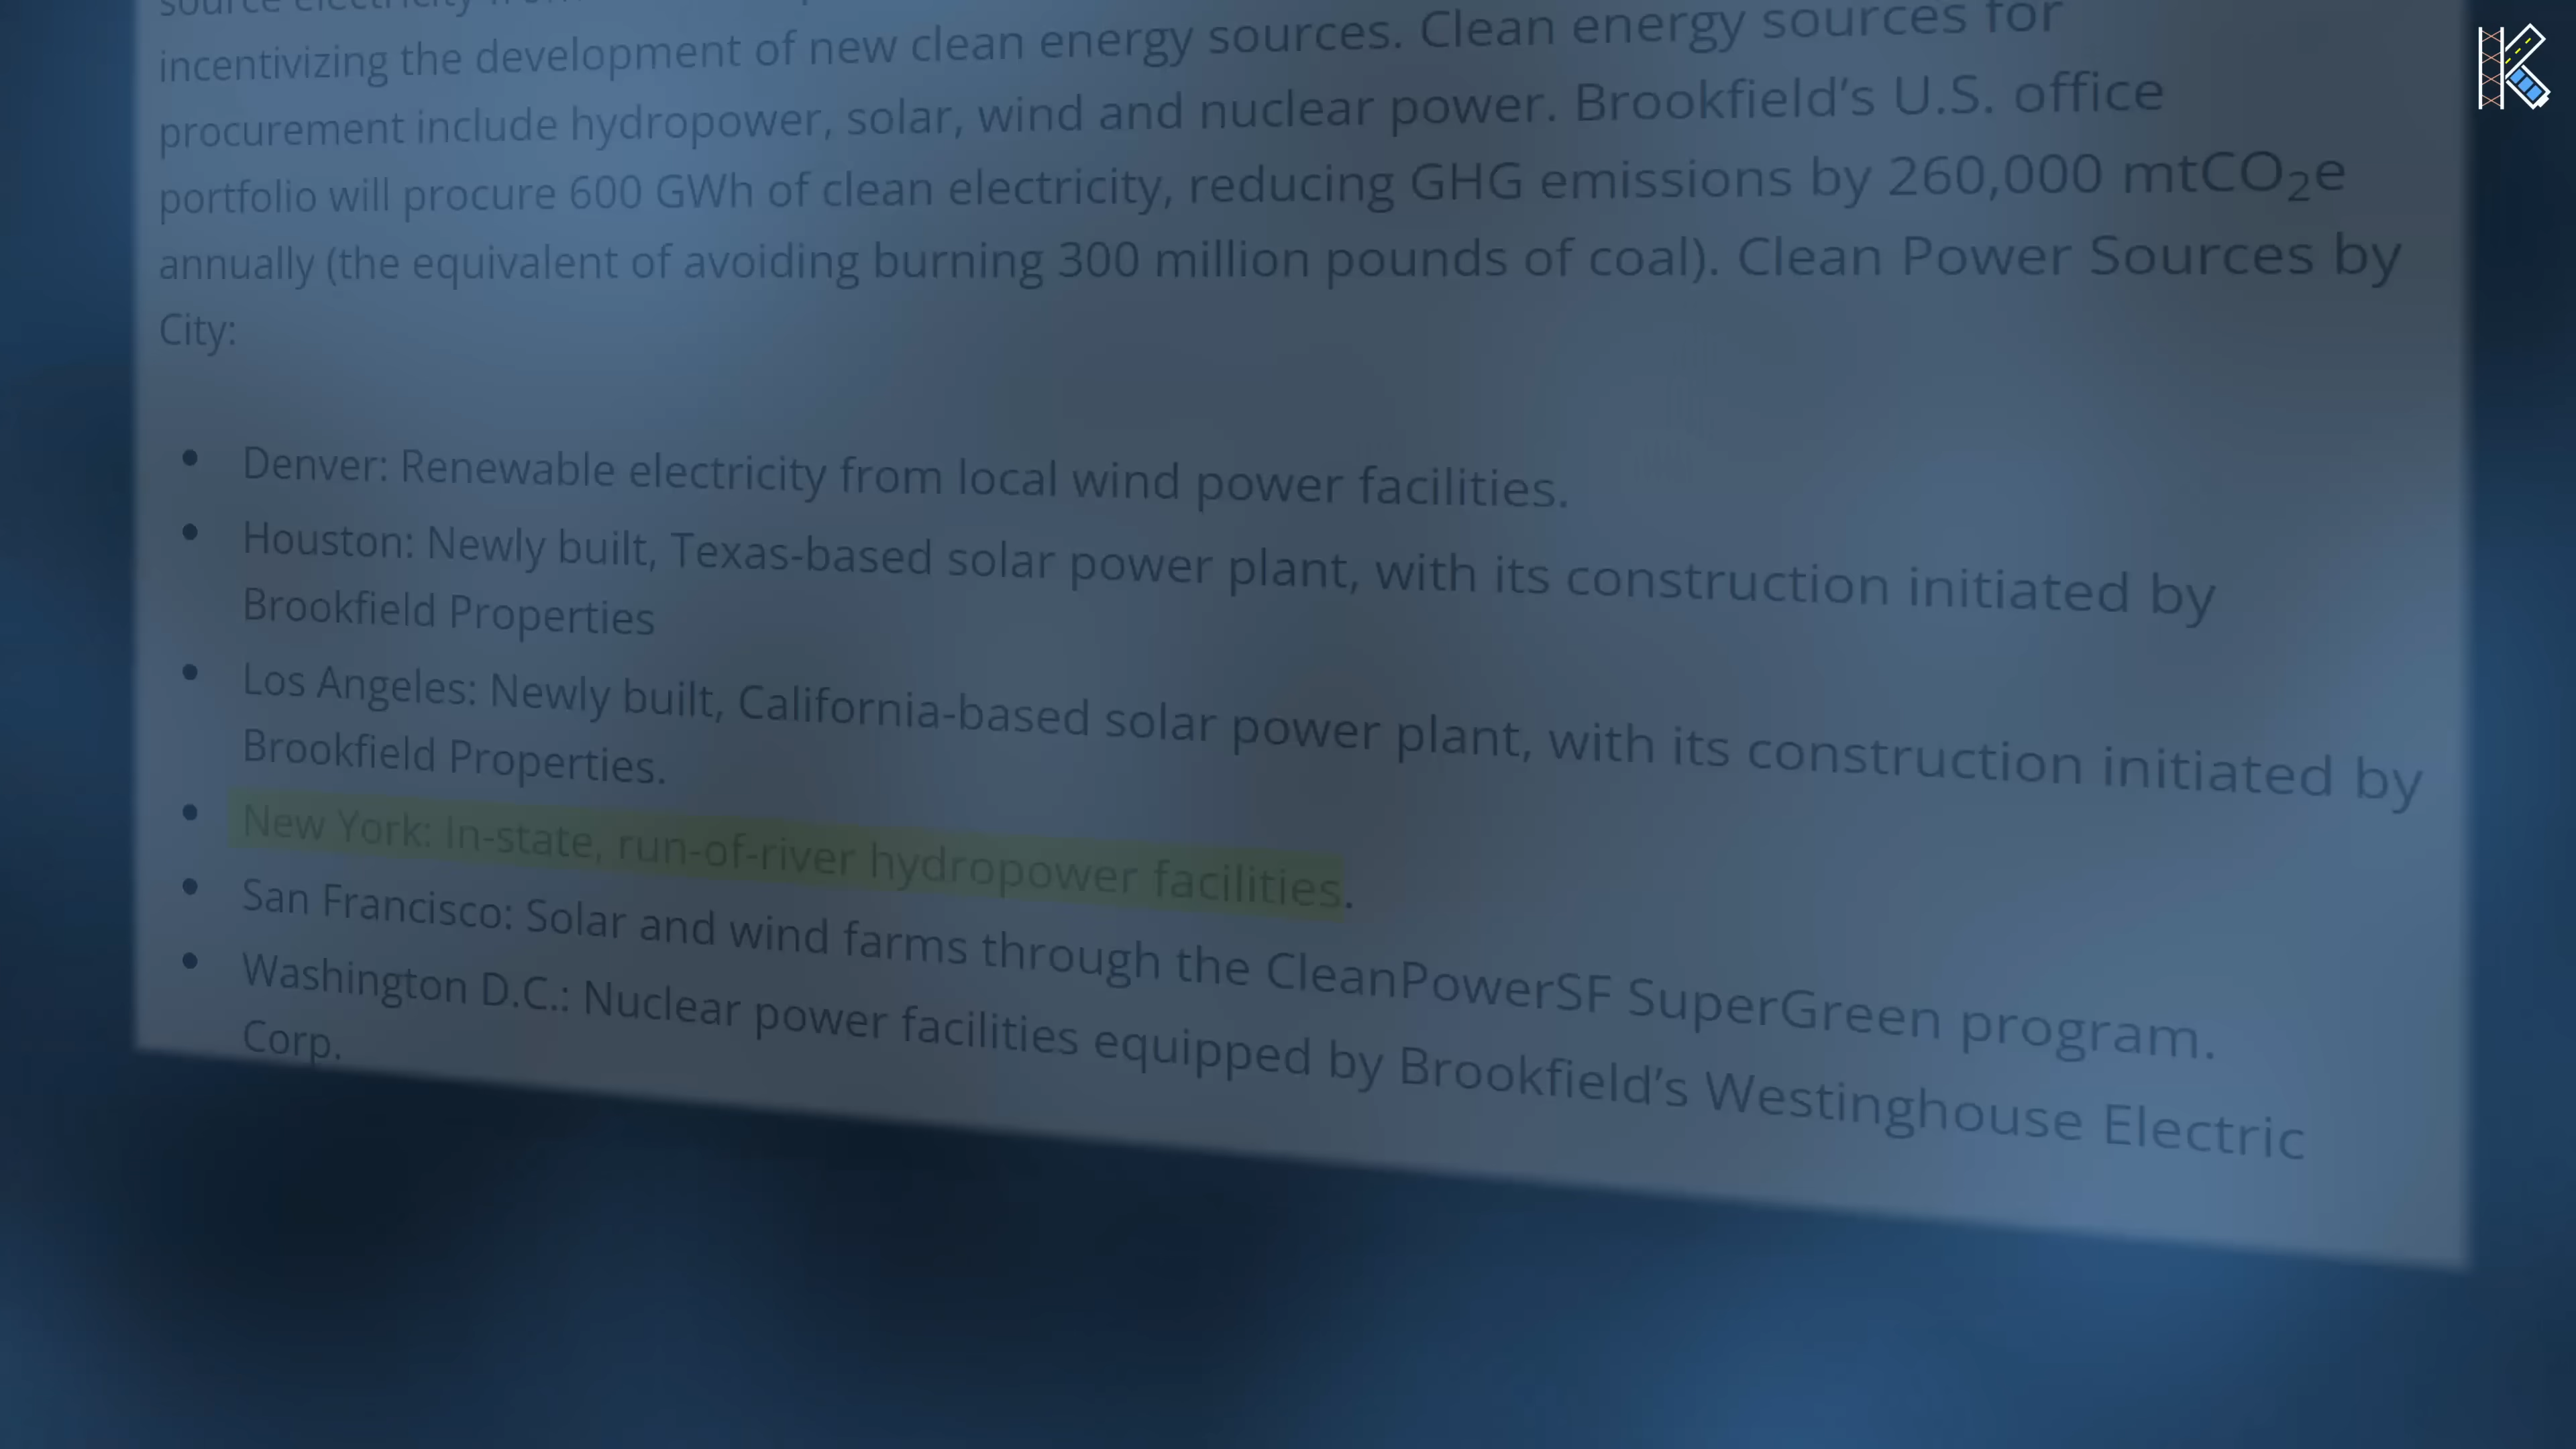 source electricity from
incentivizing the development of new clean energy sources. Clean energy sources for
procurement include hydropower, solar, wind and nuclear power. Brookfield’s U.S. office
portfolio will procure 600 GWh of clean electricity, reducing GHG emissions by 260,000 mtCO₂e
annually (the equivalent of avoiding burning 300 million pounds of coal). Clean Power Sources by
City:
• Denver: Renewable electricity from local wind power facilities.
• Houston: Newly built, Texas-based solar power plant, with its construction initiated by
Brookfield Properties
• Los Angeles: Newly built, California-based solar power plant, with its construction initiated by
Brookfield Properties.
• New York: In-state, run-of-river hydropower facilities.
• San Francisco: Solar and wind farms through the CleanPowerSF SuperGreen program.
• Washington D.C.: Nuclear power facilities equipped by Brookfield’s Westinghouse Electric
Corp.